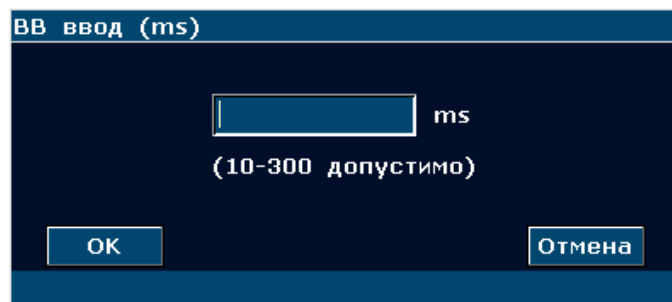 ВВ ввод (ms)
ms
(10-300 допустимо)
OK
Отмена